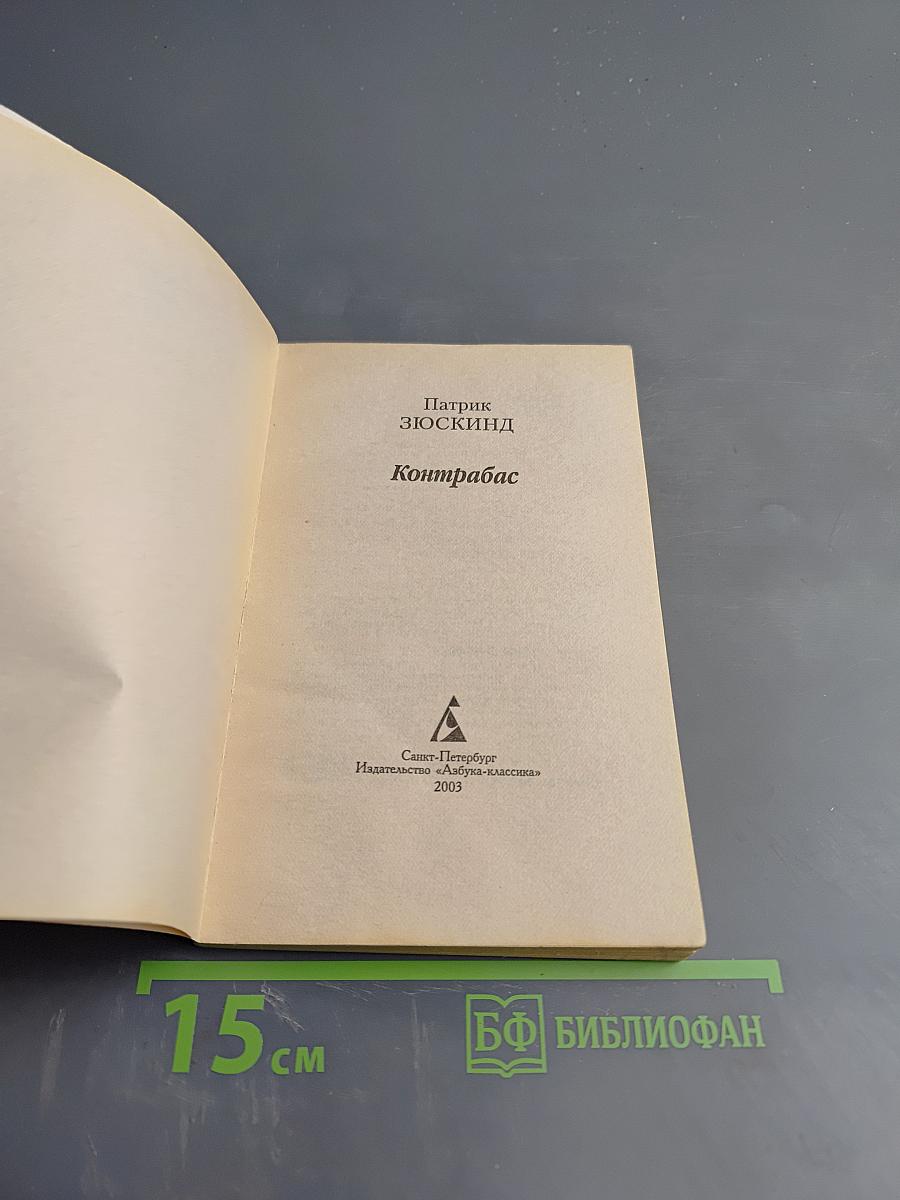 Патрик
ЗЮСКИНД
Контрабас
Санкт-Петербург
Издательство «Азбука-классика»
2003
15 см
БФ БИБЛИОФАН